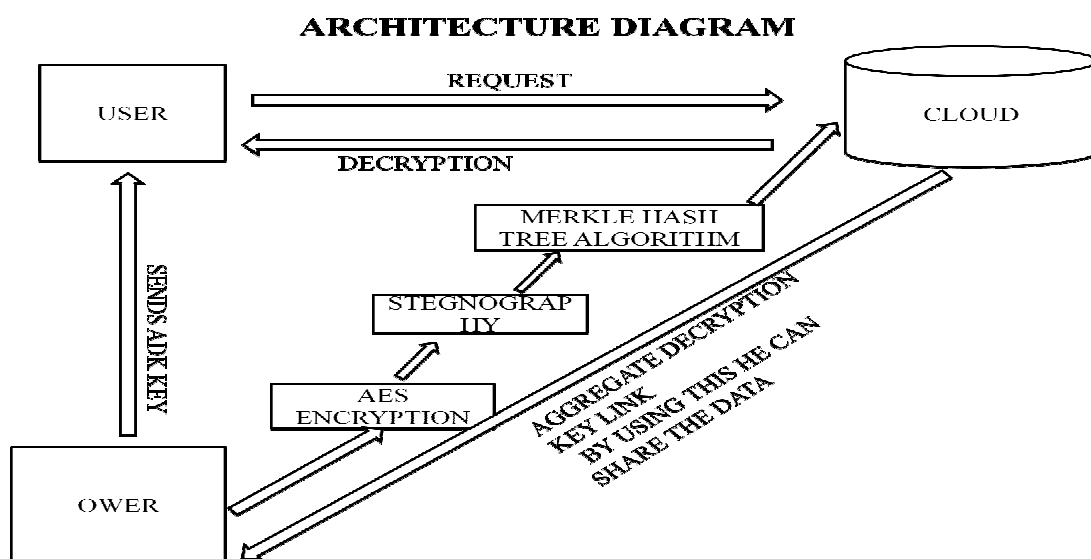 ARCHITECTURE DIAGRAM
USER
REQUEST
CLOUD
DECRYPTION
MERKLE HASH
TREE ALGORITHM
STEGNOGRAP
HY
SENDS ADK KEY
AES
ENCRYPTION
AGGREGATE DECRYPTION
KEY LINK
BY USING THIS HE CAN
SHARE THE DATA
OWER